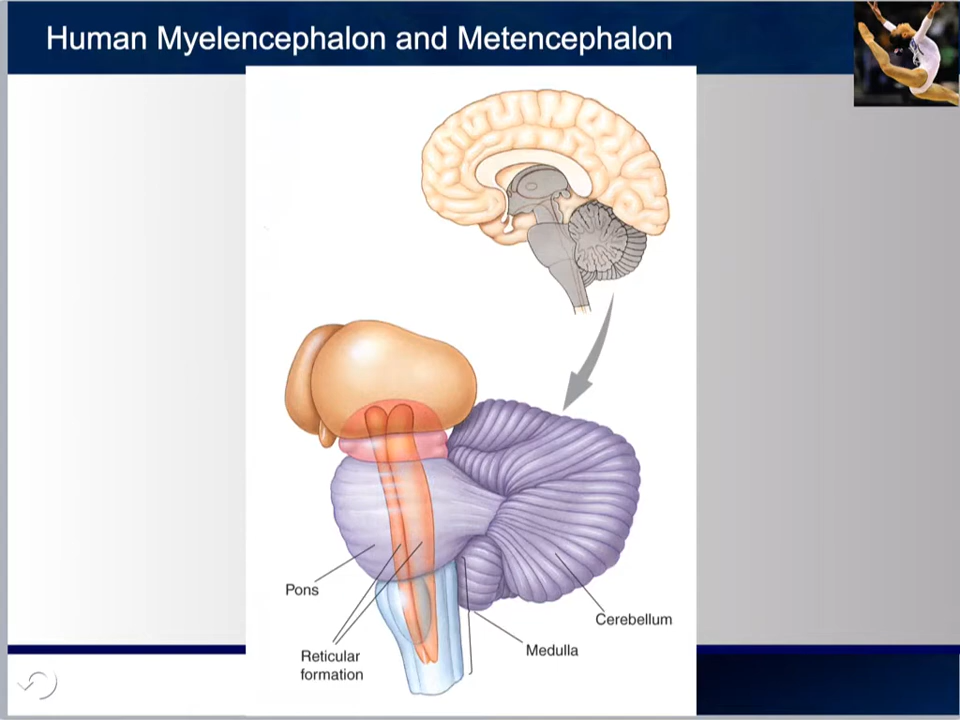 Human Myelencephalon and Metencephalon
Pons
Cerebellum
Reticular
formation
Medulla